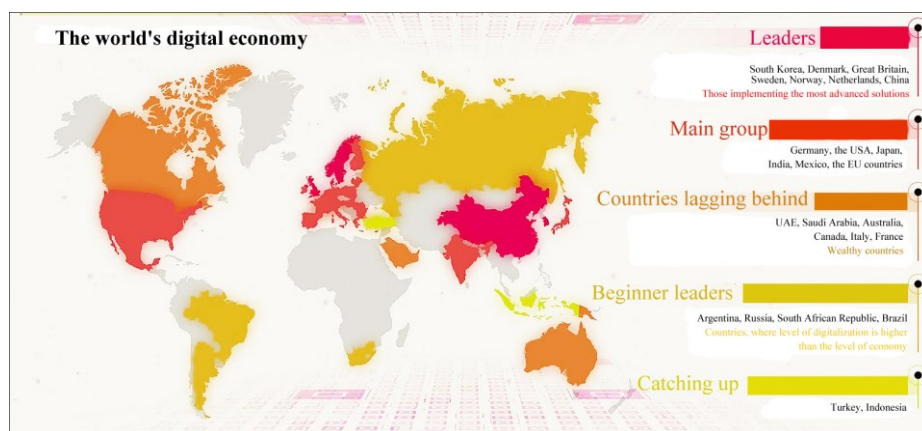 The world's digital economy
Leaders
South Korea, Denmark, Great Britain,
Sweden, Norway, Netherlands, China
Those implementing the most advanced solutions
Main group
Germany, the USA, Japan,
India, Mexico, the EU countries
Countries lagging behind
UAE, Saudi Arabia, Australia,
Canada, Italy, France
Wealthy countries
Beginner leaders
Argentina, Russia, South African Republic, Brazil
Countries, where level of digitalization is higher
than the level of economy
Catching up
Turkey, Indonesia